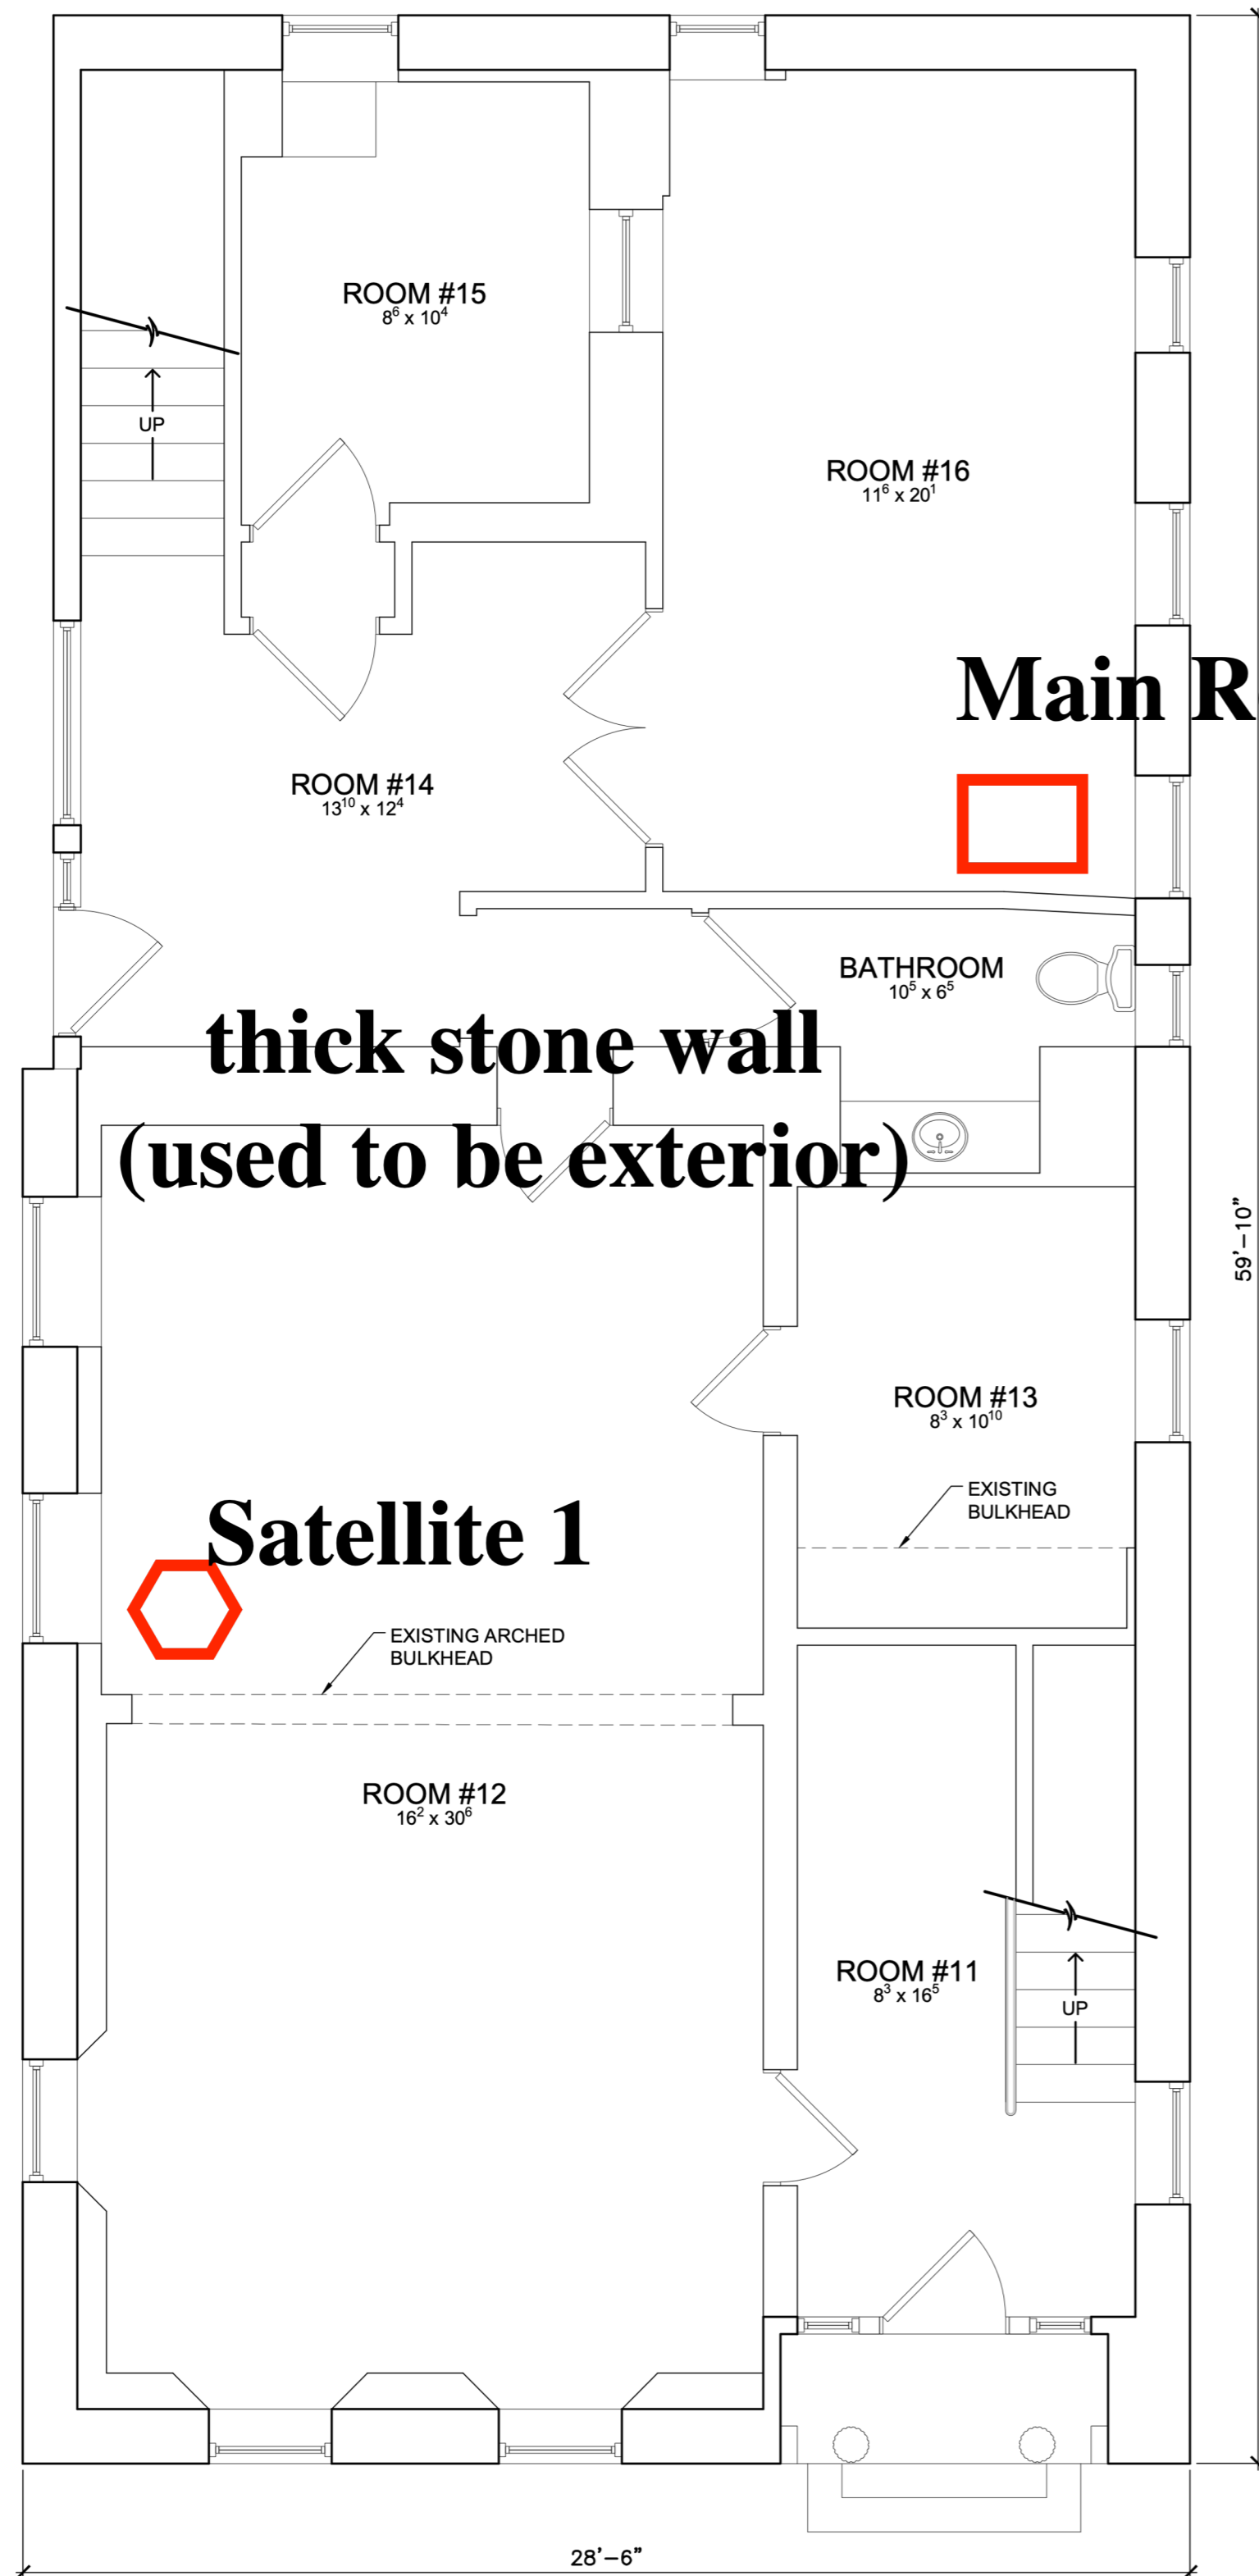 ROOM #15
8⁶ x 10⁴
UP
ROOM #16
11⁶ x 20¹
Main R
ROOM #14
13¹⁰ x 12⁴
BATHROOM
10⁵ x 6⁵
thick stone wall
(used to be exterior)
59'-10"
ROOM #13
8³ x 10¹⁰
EXISTING
BULKHEAD
Satellite 1
EXISTING ARCHED
BULKHEAD
ROOM #12
16² x 30⁶
ROOM #11
8³ x 16⁵
UP
28'-6"